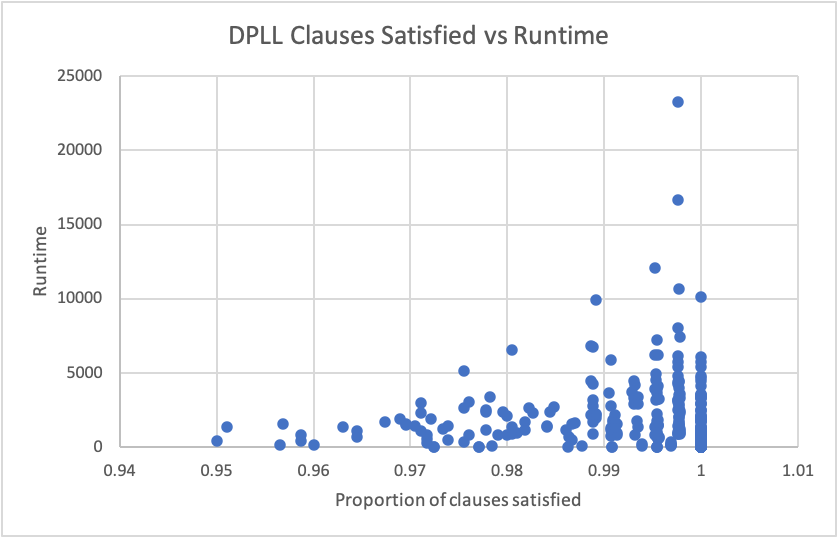 DPLL Clauses Satisfied vs Runtime
25000
20000
15000
10000
5000
0
Runtime
0.94 0.95 0.96 0.97 0.98 0.99 1 1.01
Proportion of clauses satisfied